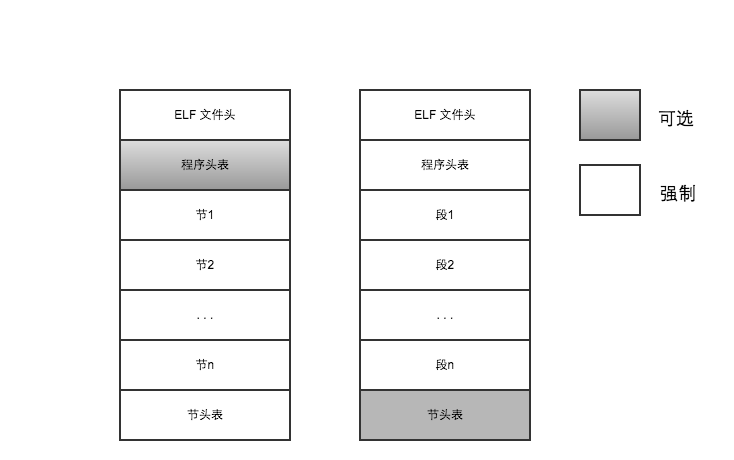 ELF 文件头
程序头表
节1
节2
...
节n
节头表
ELF 文件头
程序头表
段1
段2
...
段n
节头表
可选
强制